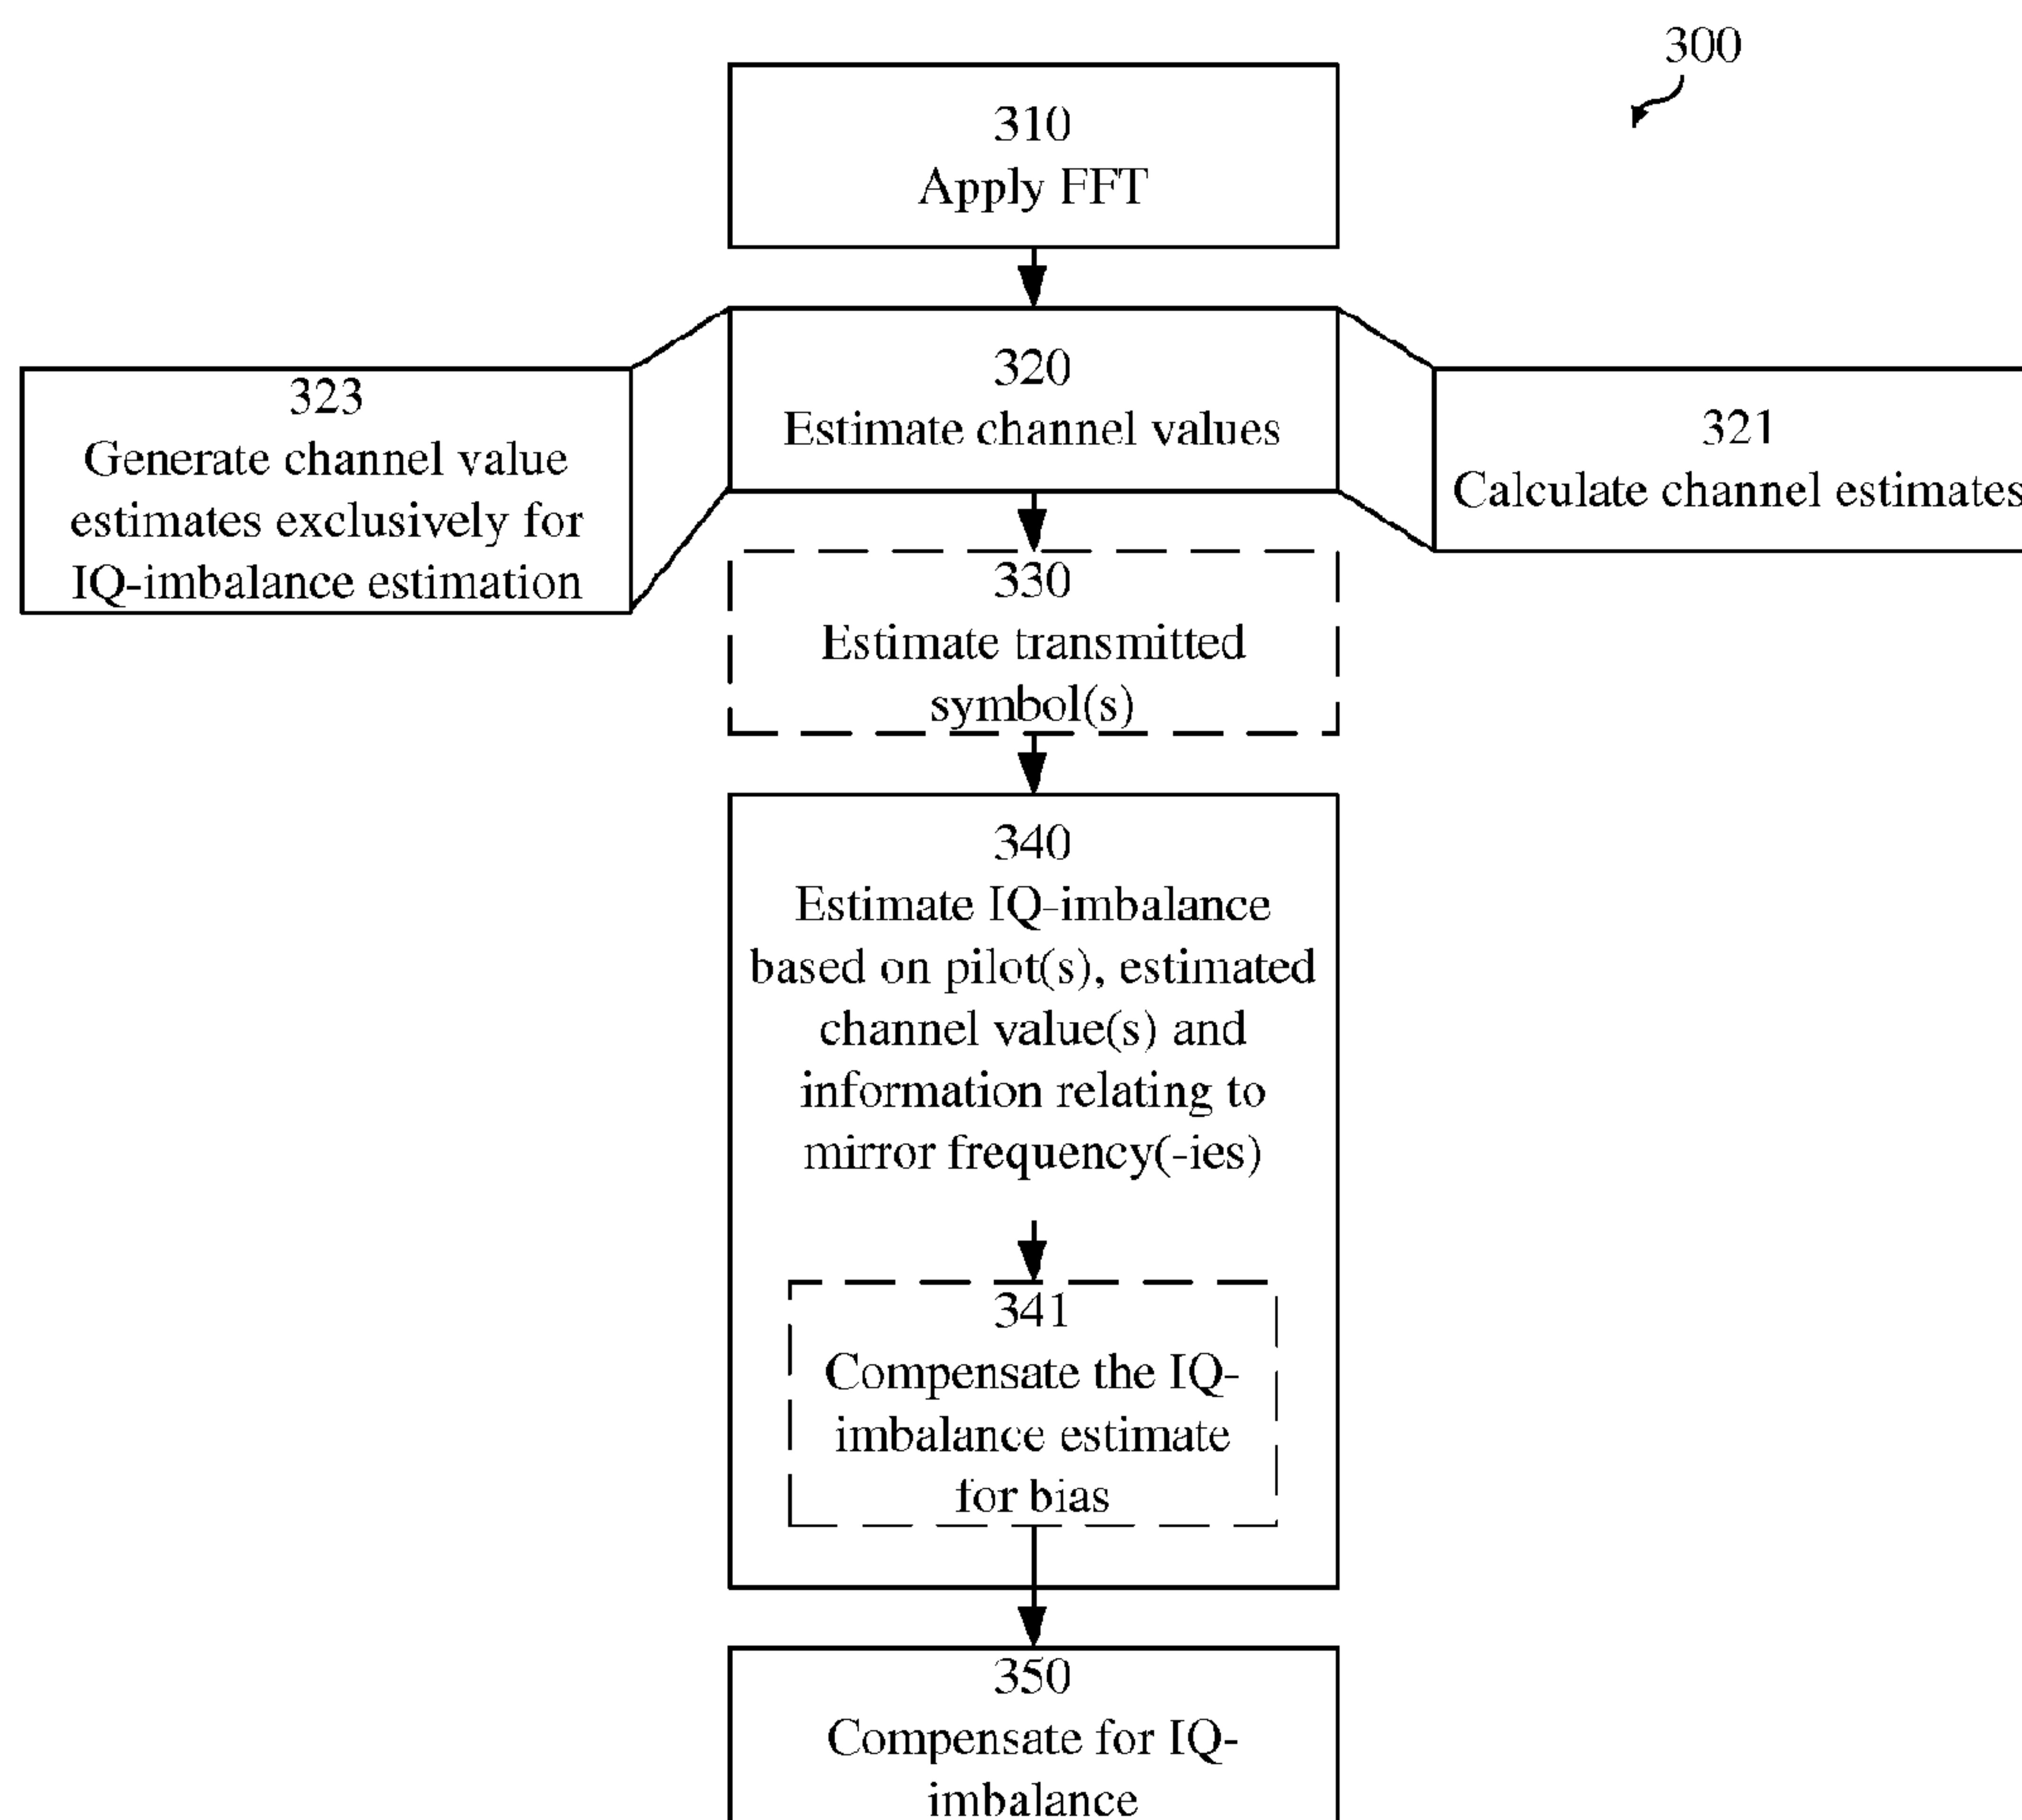 300
310
Apply FFT
320
Estimate channel values
323
Generate channel value
estimates exclusively for
IQ-imbalance estimation
321
Calculate channel estimates
330
Estimate transmitted
symbol(s)
340
Estimate IQ-imbalance
based on pilot(s), estimated
channel value(s) and
information relating to
mirror frequency(-ies)
341
Compensate the IQ-
imbalance estimate
for bias
350
Compensate for IQ-
imbalance